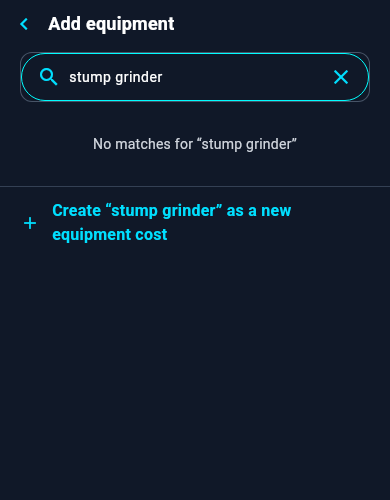 Add equipment
stump grinder
No matches for “stump grinder”
Create “stump grinder” as a new
equipment cost